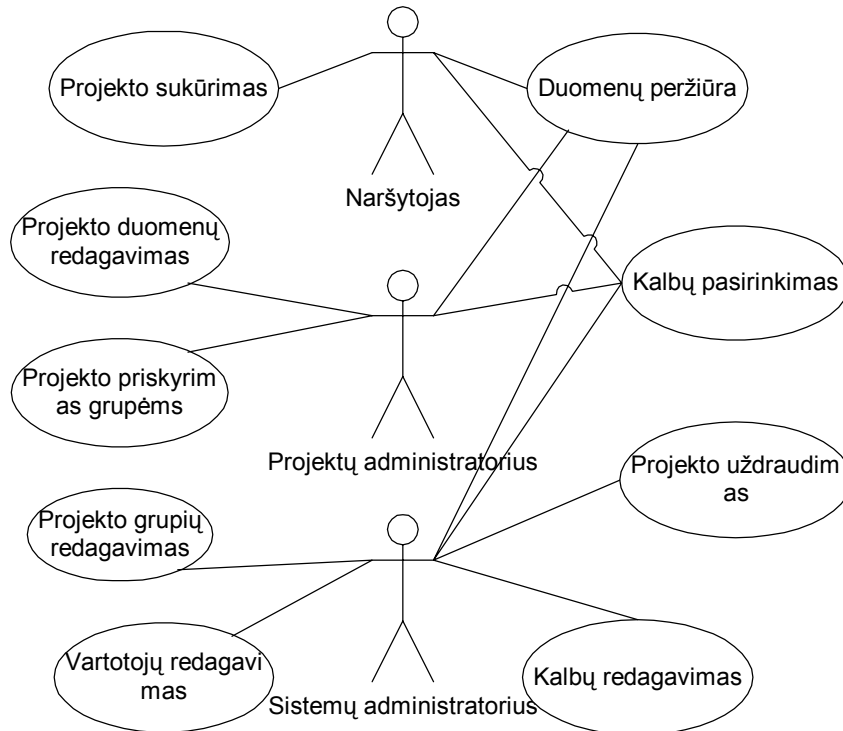 Projekto sukūrimas
Duomenų peržiūra
Naršytojas
Projekto duomenų
redagavimas
Kalbų pasirinkimas
Projekto priskyrim
as grupėms
Projektų administratorius
Projekto uždraudim
as
Projekto grupių
redagavimas
Vartotojų redagavi
mas
Kalbų redagavimas
Sistemų administratorius